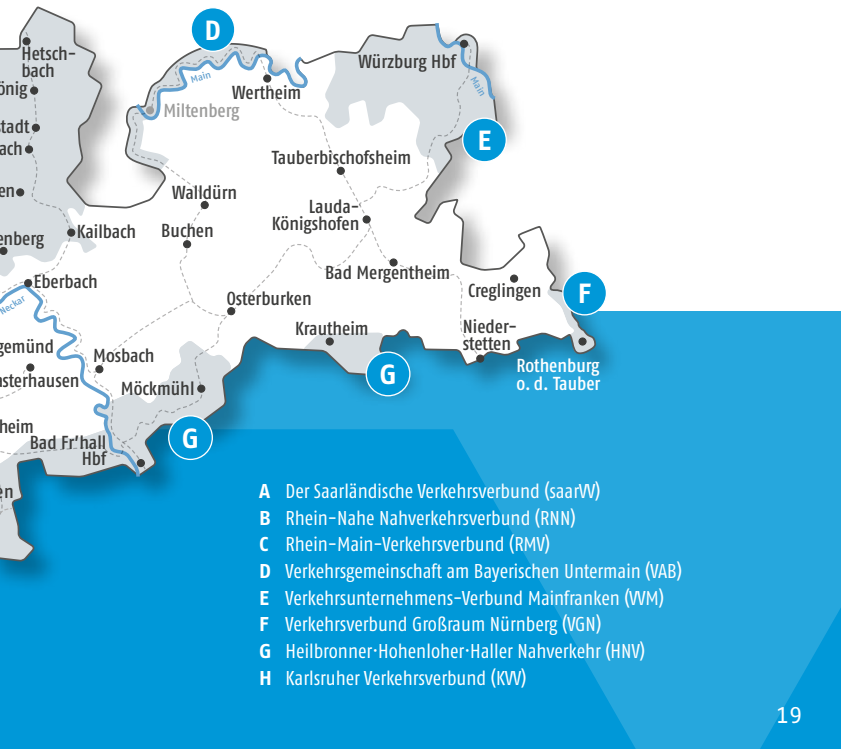 D
Hetsch-
bach
Würzburg Hbf
Main
önig
Wertheim
Main
Miltenberg
stadt
E
ach
Tauberbischofsheim
en
Walldürn
Lauda-
Königshofen
enberg
Kailbach
Buchen
Bad Mergentheim
Eberbach
Creglingen
F
Neckar
Osterburken
Krautheim
Nieder-
stetten
gemünd
Mosbach
Rothenburg
o. d. Tauber
sterhausen
Möckmühl
G
heim
Bad Fr'hall
Hbf
G
en
A Der Saarländische Verkehrsverbund (saarVV)
B Rhein-Nahe Nahverkehrsverbund (RNN)
C Rhein-Main-Verkehrsverbund (RMV)
D Verkehrsgemeinschaft am Bayerischen Untermain (VAB)
E Verkehrsunternehmens-Verbund Mainfranken (VVM)
F Verkehrsverbund Großraum Nürnberg (VGN)
G Heilbronner·Hohenloher·Haller Nahverkehr (HNV)
H Karlsruher Verkehrsverbund (KVV)
19